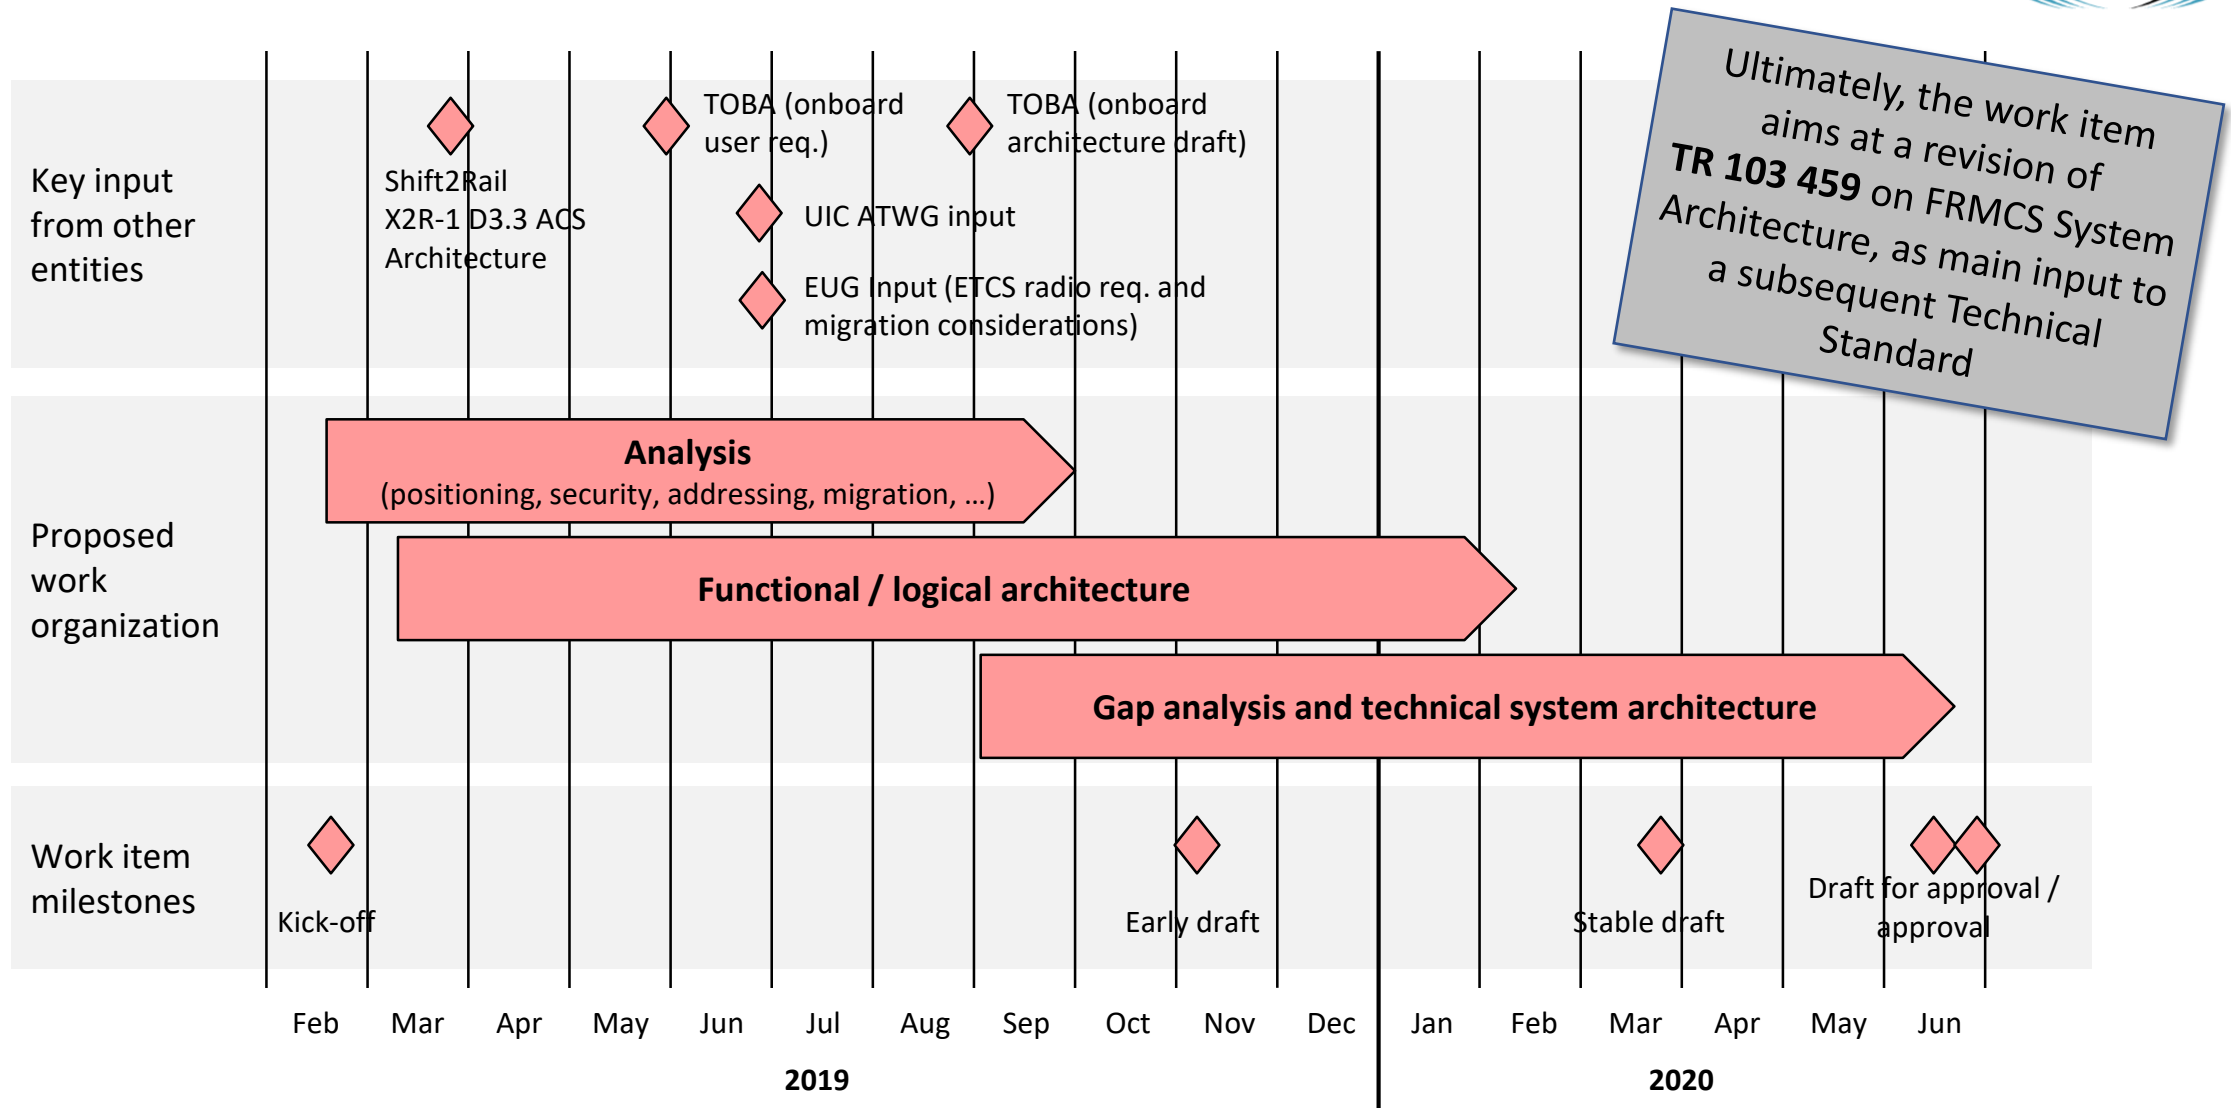 Ultimately, the work item
aims at a revision of
TR 103 459 on FRMCS System
Architecture, as main input to
a subsequent Technical
Standard
Key input
from other
entities
TOBA (onboard
user req.)
TOBA (onboard
architecture draft)
Shift2Rail
X2R-1 D3.3 ACS
Architecture
UIC ATWG input
EUG Input (ETCS radio req. and
migration considerations)
Proposed
work
organization
Analysis
(positioning, security, addressing, migration, ...)
Functional / logical architecture
Gap analysis and technical system architecture
Work item
milestones
Kick-off
Early draft
Stable draft
Draft for approval /
approval
Feb Mar Apr May Jun Jul Aug Sep Oct Nov Dec Jan Feb Mar Apr May Jun
2019 2020